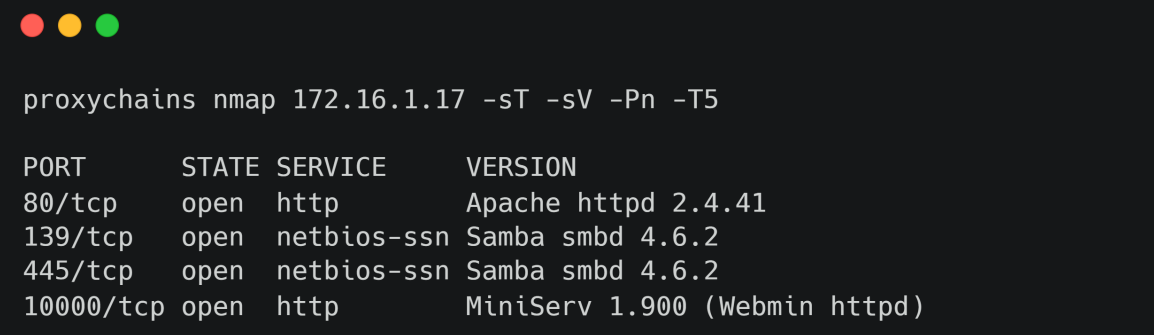 proxychains nmap 172.16.1.17 -sT -sV -Pn -T5
PORT STATE SERVICE VERSION
80/tcp open http Apache httpd 2.4.41
139/tcp open netbios-ssn Samba smbd 4.6.2
445/tcp open netbios-ssn Samba smbd 4.6.2
10000/tcp open http MiniServ 1.900 (Webmin httpd)